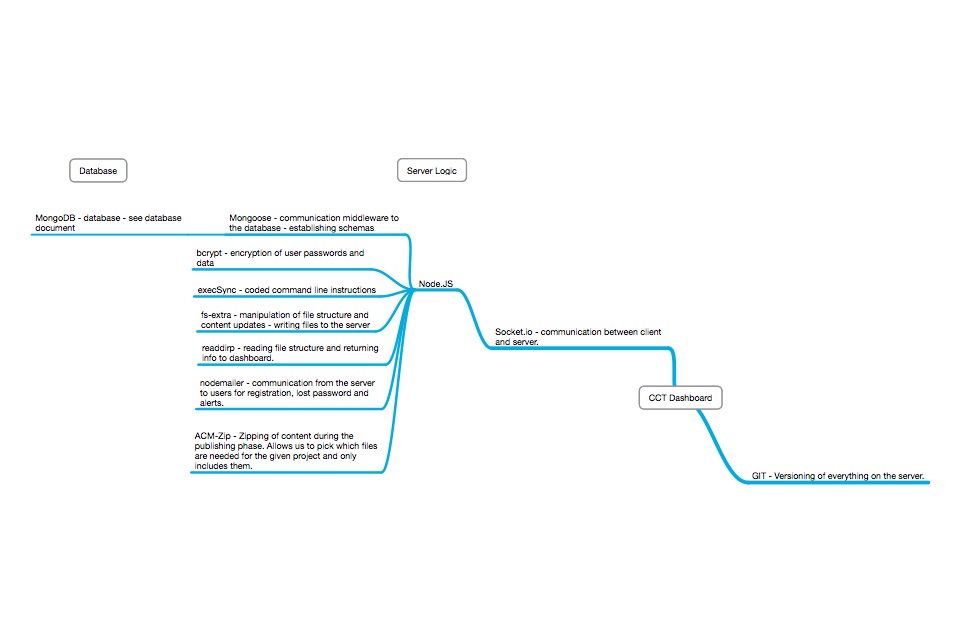 Database
Server Logic
MongoDB - database - see database
document
Mongoose - communication middleware to
the database - establishing schemas
bcrypt - encryption of user passwords and
data
execSync - coded command line instructions
Node.JS
fs-extra - manipulation of file structure and
content updates - writing files to the server
Socket.io - communication between client
and server.
readdirp - reading file structure and returning
info to dashboard.
nodemailer - communication from the server
to users for registration, lost password and
alerts.
CCT Dashboard
ACM-Zip - Zipping of content during the
publishing phase. Allows us to pick which files
are needed for the given project and only
includes them.
GIT - Versioning of everything on the server.